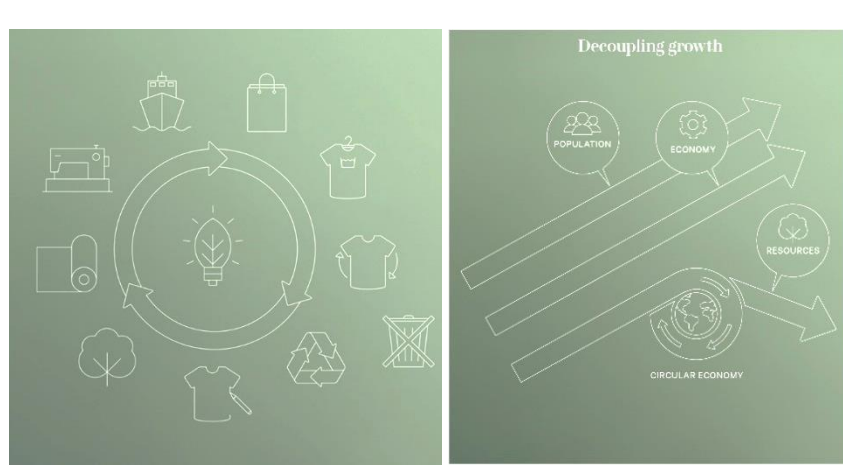 Decoupling growth
POPULATION
ECONOMY
RESOURCES
CIRCULAR ECONOMY